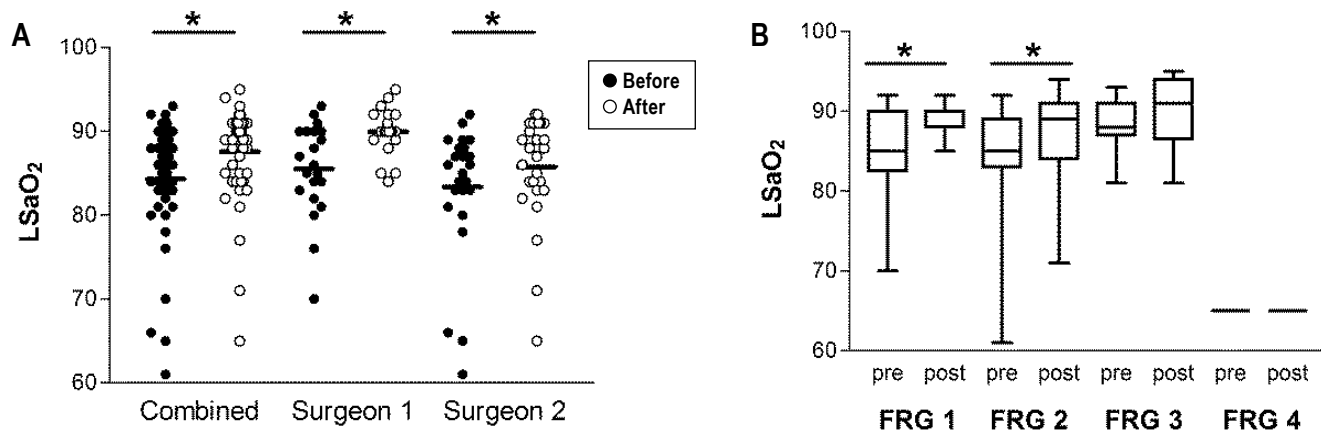 A
LSaO2
100
90
80
70
60
* * *
Before
After
Combined Surgeon 1 Surgeon 2
B
LSaO2
100
90
80
70
60
* *
pre post pre post pre post pre post
FRG 1 FRG 2 FRG 3 FRG 4